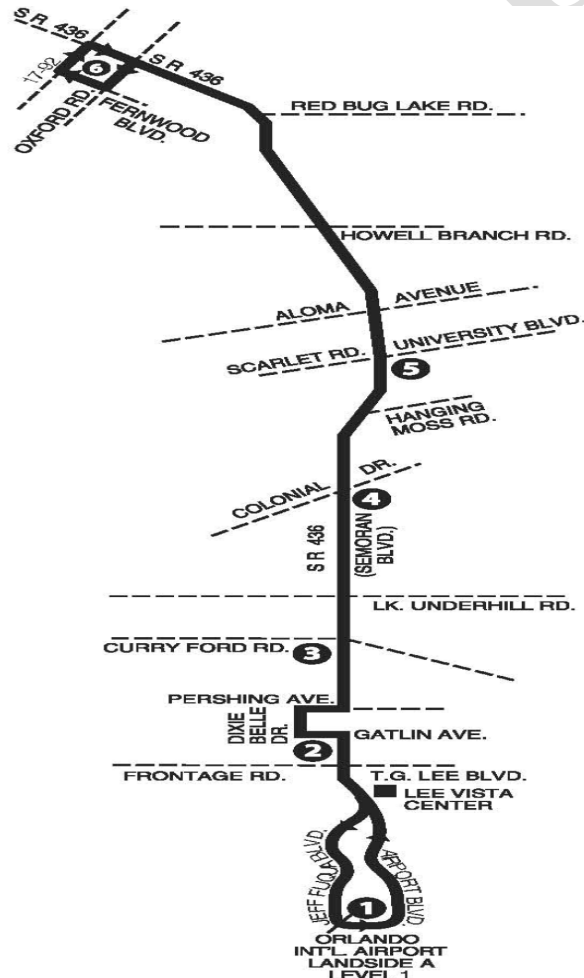 S R 436
S R 436
17-92
6
OXFORD RD.
FERNWOOD
BLVD.
RED BUG LAKE RD.
HOWELL BRANCH RD.
ALOMA AVENUE
SCARLET RD. UNIVERSITY BLVD.
5
HANGING
MOSS RD.
COLONIAL DR.
4
S R 436
(SEMORAN
BLVD.)
LK. UNDERHILL RD.
CURRY FORD RD.
3
PERSHING AVE.
DIXIE
BELLE
DR.
2
GATLIN AVE.
FRONTAGE RD.
T.G. LEE BLVD.
LEE VISTA
CENTER
JEFF FUQUA BLVD.
AIRPORT BLVD.
1
ORLANDO
INT'L. AIRPORT
LANDSIDE A
LEVEL 1